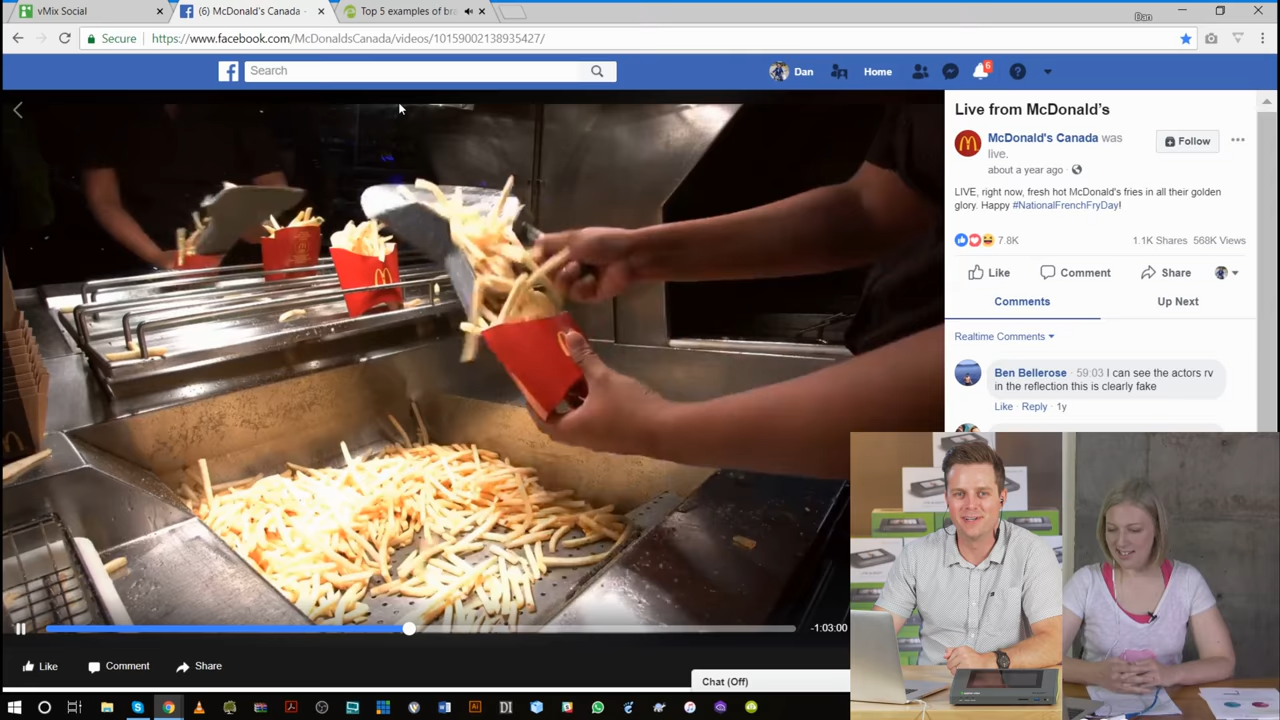 vMix Social
(6) McDonald's Canada -
Top 5 examples of bra
Dan
Secure
https://www.facebook.com/McDonaldsCanada/videos/10159002138935427/
Search
Dan
Home
6
Live from McDonald's
McDonald's Canada was
live.
about a year ago
Follow
LIVE, right now, fresh hot McDonald's fries in all their golden
glory. Happy #NationalFrenchFryDay!
7.8K
1.1K Shares 568K Views
Like Comment Share
Comments Up Next
Realtime Comments
Ben Bellerose 59:03 I can see the actors rv
in the reflection this is clearly fake
Like · Reply · 1y
-1:03:00
Like Comment Share
Chat (Off)